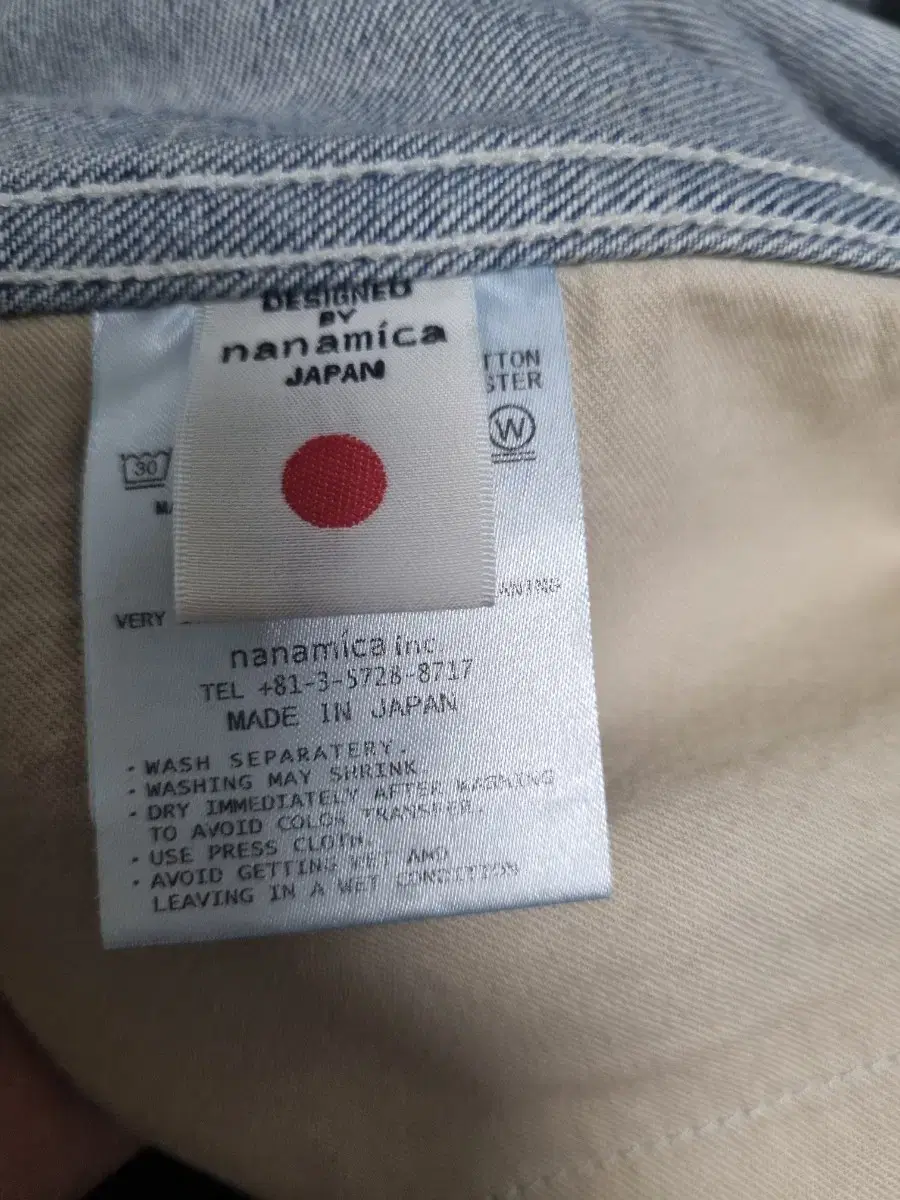 DESIGNED
BY
nanamica
JAPAN
TTON
STER
30
W
VERY
nanamica inc.
TEL +81-3-5728-8717
MADE IN JAPAN
・WASH SEPARATERY.
・WASHING MAY SHRINK.
・DRY IMMEDIATELY AFTER WARNING
TO AVOID COLOR TRANSFER.
・USE PRESS CLOTH.
・AVOID GETTING WET AND
LEAVING IN A WET CONDITION